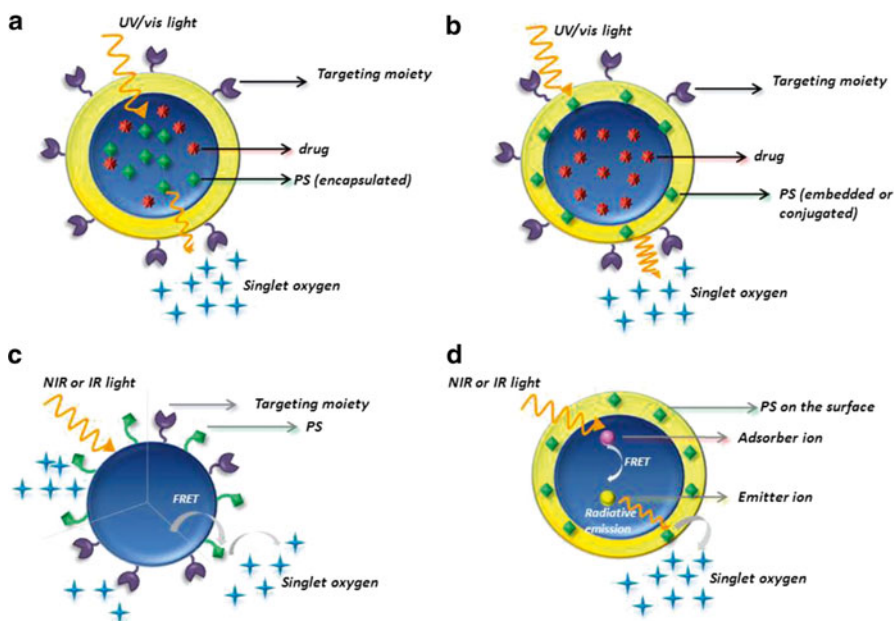 a
UV/vis light
Targeting moiety
drug
PS (encapsulated)
Singlet oxygen
b
UV/vis light
Targeting moiety
drug
PS (embedded or
conjugated)
Singlet oxygen
c
NIR or IR light
Targeting moiety
PS
FRET
Singlet oxygen
d
NIR or IR light
PS on the surface
Adsorber ion
FRET
Emitter ion
Radiative
emission
Singlet oxygen